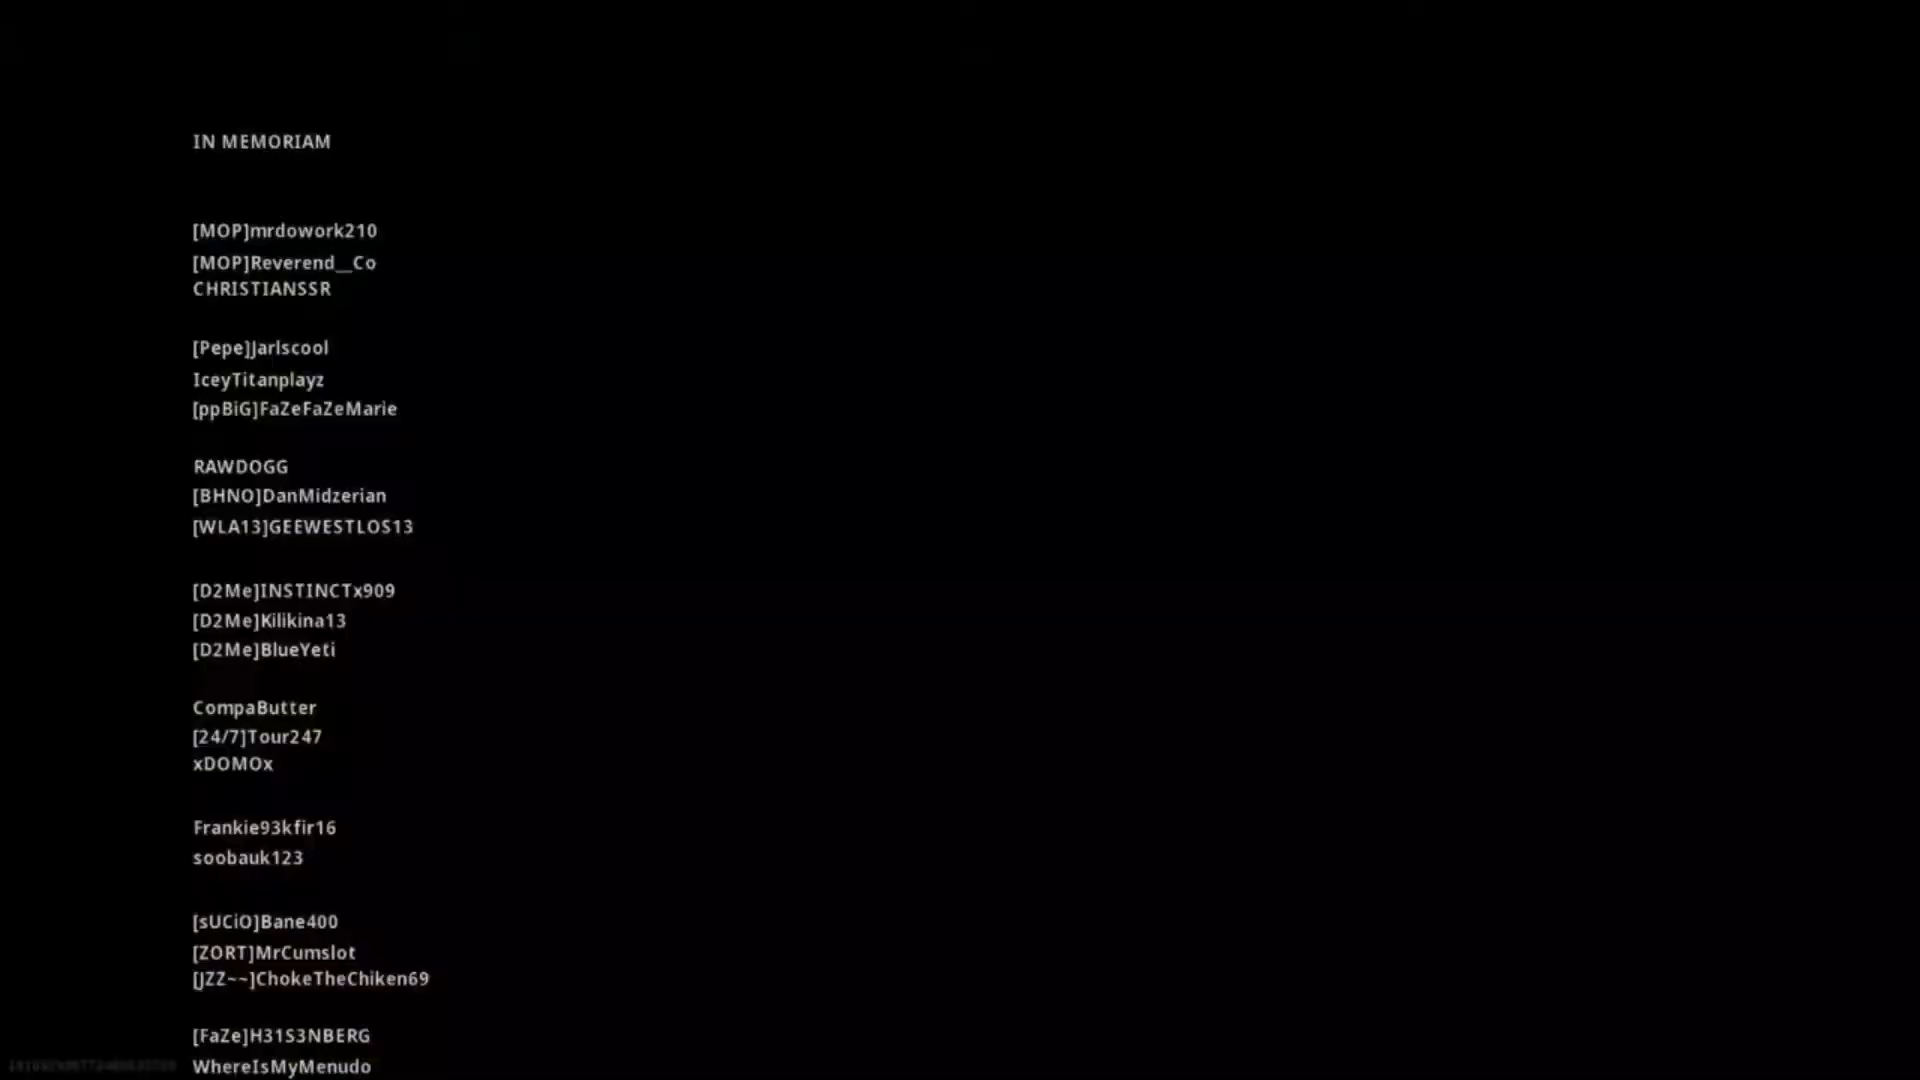 IN MEMORIAM
[MOP]mrdowork210
[MOP]Reverend__Co
CHRISTIANSSR
[Pepe]Jarlscool
IceyTitanplayz
[ppBiG]FaZeFaZeMarie
RAWDOGG
[BHNO]DanMidzerian
[WLA13]GEEWESTLOS13
[D2Me]INSTINCTx909
[D2Me]Kilikina13
[D2Me]BlueYeti
CompaButter
[24/7]Tour247
xDOMOx
Frankie93kfir16
soobauk123
[sUCiO]Bane400
[ZORT]MrCumslot
[JZZ~~]ChokeTheChiken69
[FaZe]H31S3NBERG
WhereIsMyMenudo